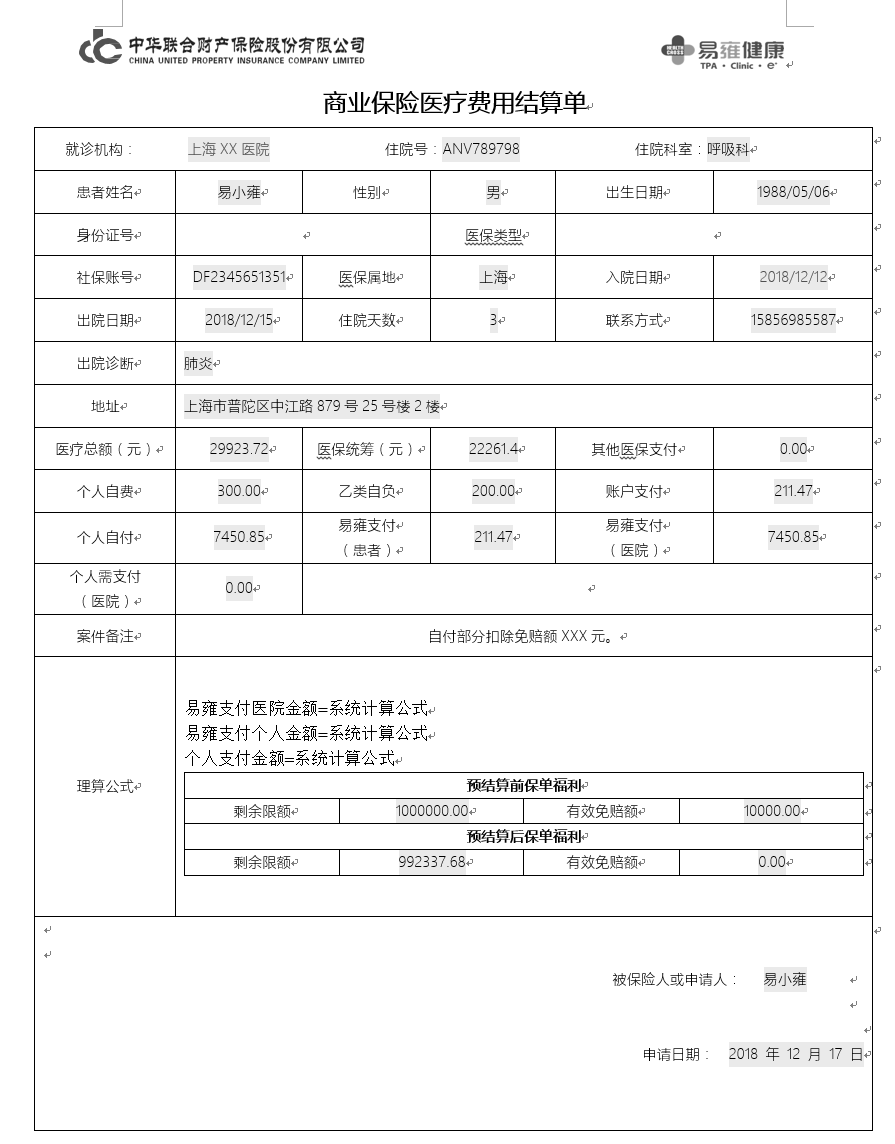 中华联合财产保险股份有限公司
CHINA UNITED PROPERTY INSURANCE COMPANY LIMITED
HEALTH CROSS 易雍健康
TPA · Clinic · e+
商业保险医疗费用结算单
就诊机构： 上海 XX 医院 住院号：ANV789798 住院科室：呼吸科
患者姓名 易小雍 性别 男 出生日期 1988/05/06
身份证号 医保类型
社保账号 DF2345651351 医保属地 上海 入院日期 2018/12/12
出院日期 2018/12/15 住院天数 3 联系方式 15856985587
出院诊断 肺炎
地址 上海市普陀区中江路 879 号 25 号楼 2 楼
医疗总额（元） 29923.72 医保统筹（元） 22261.4 其他医保支付 0.00
个人自费 300.00 乙类自负 200.00 账户支付 211.47
个人自付 7450.85 易雍支付（患者） 211.47 易雍支付（医院） 7450.85
个人需支付（医院） 0.00
案件备注 自付部分扣除免赔额 XXX 元。
理算公式
易雍支付医院金额=系统计算公式
易雍支付个人金额=系统计算公式
个人支付金额=系统计算公式
预结算前保单福利
剩余限额 1000000.00 有效免赔额 10000.00
预结算后保单福利
剩余限额 992337.68 有效免赔额 0.00
被保险人或申请人： 易小雍
申请日期： 2018 年 12 月 17 日